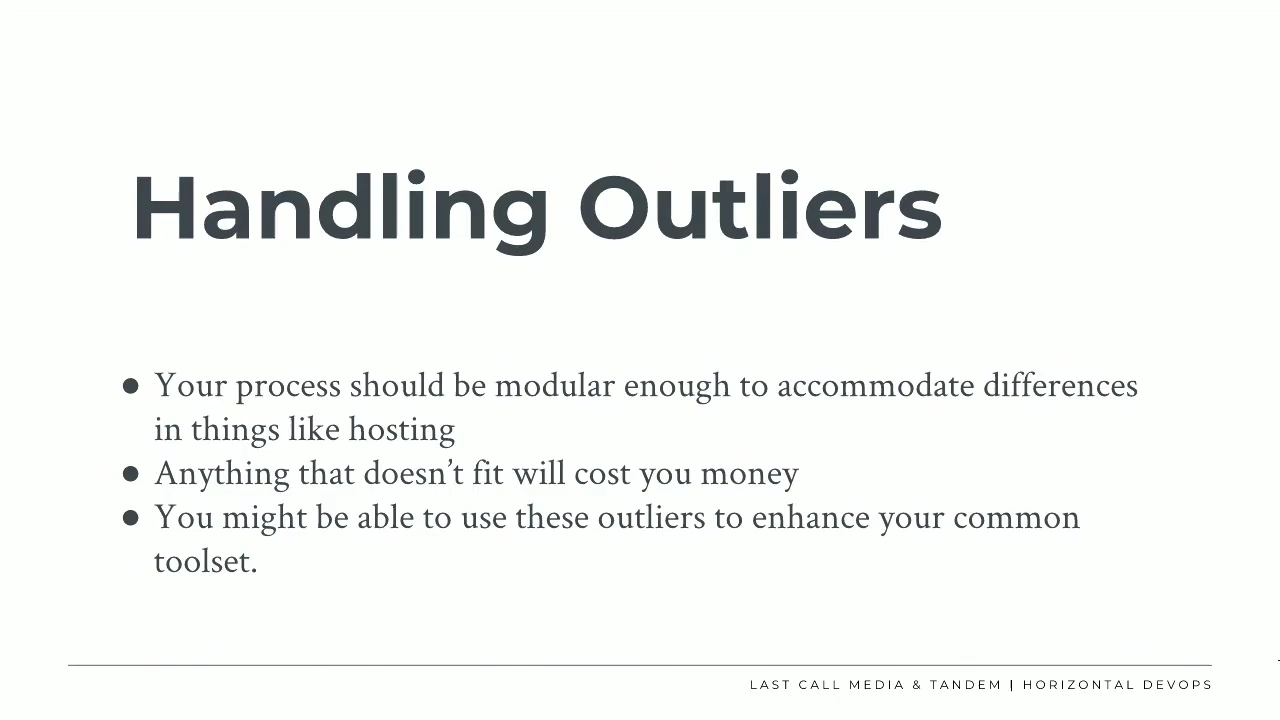 Handling Outliers
● Your process should be modular enough to accommodate differences
in things like hosting
● Anything that doesn’t fit will cost you money
● You might be able to use these outliers to enhance your common
toolset.
LAST CALL MEDIA & TANDEM | HORIZONTAL DEVOPS